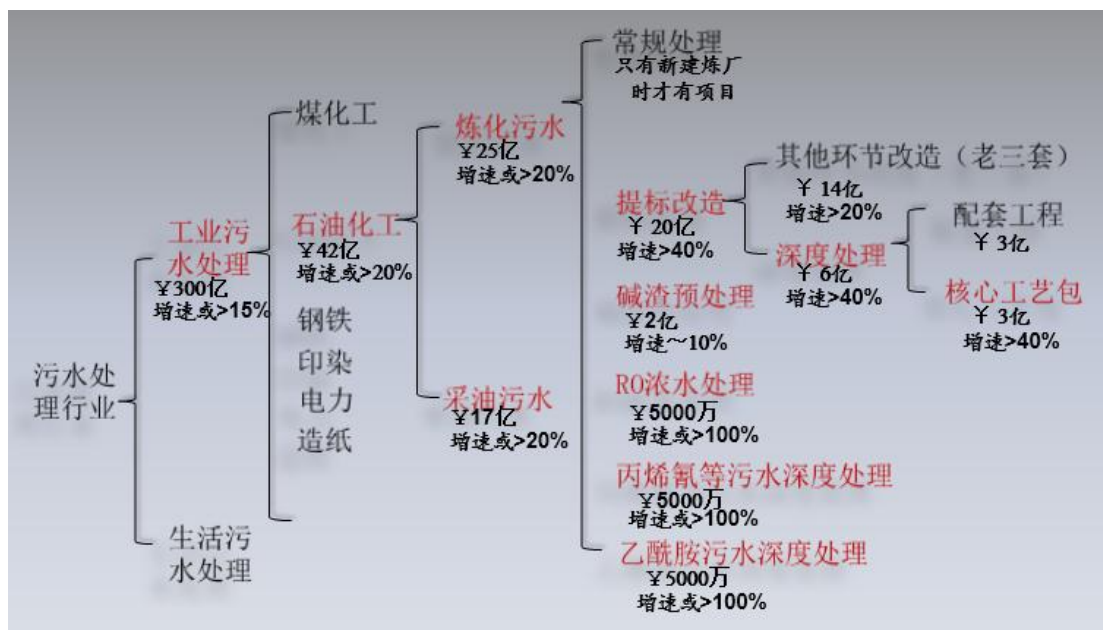 污水处
理行业
工业污
水处理
¥300亿
增速或>15%
生活污
水处理
煤化工
石油化工
¥42亿
增速或>20%
钢铁
印染
电力
造纸
炼化污水
¥25亿
增速或>20%
采油污水
¥17亿
增速或>20%
常规处理
只有新建炼厂
时才有项目
提标改造
¥ 20亿
增速>40%
碱渣预处理
¥2亿
增速~10%
RO浓水处理
¥5000万
增速或>100%
丙烯氰等污水深度处理
¥5000万
增速或>100%
乙酰胺污水深度处理
¥5000万
增速或>100%
其他环节改造（老三套）
¥ 14亿
增速>20%
深度处理
¥ 6亿
增速>40%
配套工程
¥ 3亿
核心工艺包
¥ 3亿
增速>40%